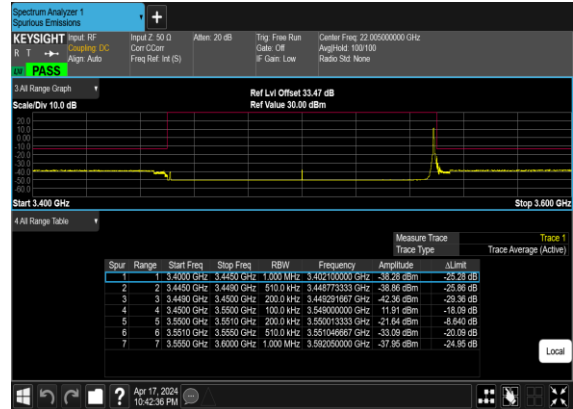 Spectrum Analyzer 1
Spurious Emissions
KEYSIGHT Input: RF Input Z: 50 Ω Atten: 20 dB Trig: Free Run Center Freq: 22.005000000 GHz
R T Coupling: DC Corr CCorr Gate: Off Avg|Hold: 100/100
Align: Auto Freq Ref: Int (S) IF Gain: Low Radio Std: None
PASS
3 All Range Graph Ref Lvl Offset 33.47 dB
Scale/Div 10.0 dB Ref Value 30.00 dBm
20.0
10.0
0.00
-10.0
-20.0
-30.0
-40.0
-50.0
-60.0
Start 3.400 GHz Stop 3.600 GHz
4 All Range Table
Measure Trace Trace 1
Trace Type Trace Average (Active)
Spur Range Start Freq Stop Freq RBW Frequency Amplitude ΔLimit
1 1 3.4000 GHz 3.4450 GHz 1.000 MHz 3.402100000 GHz -38.28 dBm -25.28 dB
2 2 3.4450 GHz 3.4490 GHz 510.0 kHz 3.448773333 GHz -38.86 dBm -25.86 dB
3 3 3.4490 GHz 3.4500 GHz 200.0 kHz 3.449291667 GHz -42.36 dBm -29.36 dB
4 4 3.4500 GHz 3.5500 GHz 100.0 kHz 3.549000000 GHz 11.91 dBm -18.09 dB
5 5 3.5500 GHz 3.5510 GHz 200.0 kHz 3.550013333 GHz -21.64 dBm -8.640 dB
6 6 3.5510 GHz 3.5550 GHz 510.0 kHz 3.551046667 GHz -33.09 dBm -20.09 dB
7 7 3.5550 GHz 3.6000 GHz 1.000 MHz 3.592050000 GHz -37.95 dBm -24.95 dB
Local
? Apr 17, 2024
10:42:36 PM